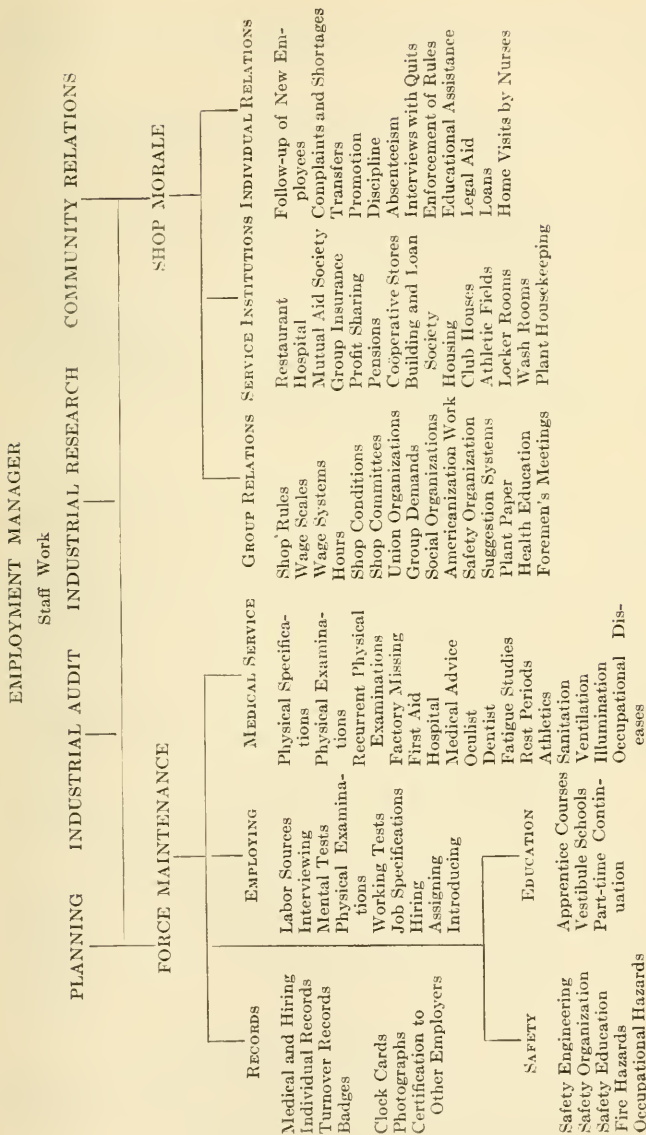 EMPLOYMENT MANAGER
Staff Work
PLANNING INDUSTRIAL AUDIT INDUSTRIAL RESEARCH COMMUNITY RELATIONS
FORCE MAINTENANCE
SHOP MORALE
RECORDS
Medical and Hiring
Individual Records
Turnover Records
Badges
Clock Cards
Photographs
Certification to
Other Employers
EMPLOYING
Labor Sources
Interviewing
Mental Tests
Physical Examina-
tions
Working Tests
Job Specifications
Hiring
Assigning
Introducing
MEDICAL SERVICE
Physical Specifica-
tions
Physical Examina-
tions
Recurrent Physical
Examinations
Factory Missing
First Aid
Hospital
Medical Advice
Oculist
Dentist
Fatigue Studies
Rest Periods
Athletics
Sanitation
Ventilation
Illumination
Occupational Dis-
eases
GROUP RELATIONS
Shop Rules
Wage Scales
Wage Systems
Hours
Shop Conditions
Shop Committees
Union Organizations
Group Demands
Social Organizations
Americanization Work
Safety Organization
Suggestion Systems
Plant Paper
Health Education
Foremen's Meetings
SERVICE INSTITUTIONS
Restaurant
Hospital
Mutual Aid Society
Group Insurance
Profit Sharing
Pensions
Coöperative Stores
Building and Loan
Society
Housing
Club Houses
Athletic Fields
Locker Rooms
Wash Rooms
Plant Housekeeping
INDIVIDUAL RELATIONS
Follow-up of New Em-
ployees
Complaints and Shortages
Transfers
Promotion
Discipline
Absenteeism
Interviews with Quits
Enforcement of Rules
Educational Assistance
Legal Aid
Loans
Home Visits by Nurses
SAFETY
Safety Engineering
Safety Organization
Safety Education
Fire Hazards
Occupational Hazards
EDUCATION
Apprentice Courses
Vestibule Schools
Part-time Contin-
uation